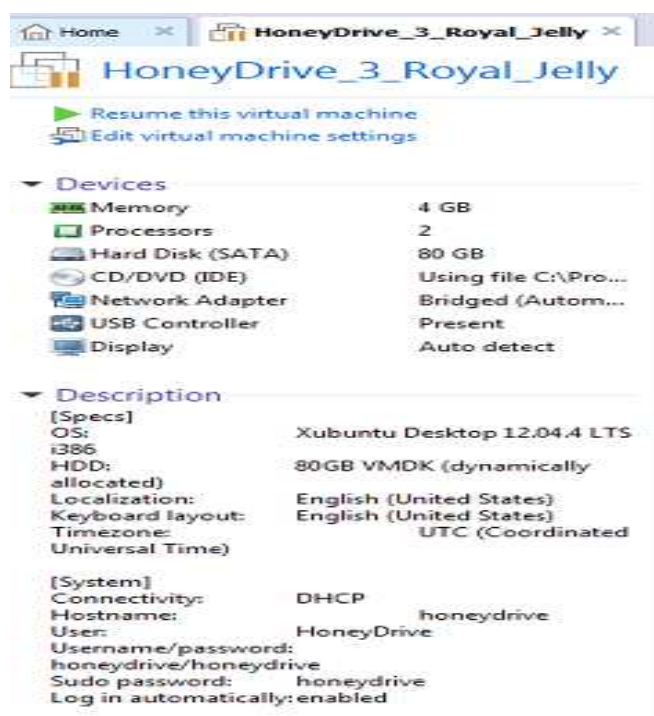 Home
HoneyDrive_3_Royal_Jelly
HoneyDrive_3_Royal_Jelly
Resume this virtual machine
Edit virtual machine settings
Devices
Memory 4 GB
Processors 2
Hard Disk (SATA) 80 GB
CD/DVD (IDE) Using file C:\Pro...
Network Adapter Bridged (Autom...
USB Controller Present
Display Auto detect
Description
[Specs]
OS: Xubuntu Desktop 12.04.4 LTS
i386
HDD: 80GB VMDK (dynamically
allocated)
Localization: English (United States)
Keyboard layout: English (United States)
Timezone: UTC (Coordinated
Universal Time)
[System]
Connectivity: DHCP
Hostname: honeydrive
User: HoneyDrive
Username/password:
honeydrive/honeydrive
Sudo password: honeydrive
Log in automatically: enabled